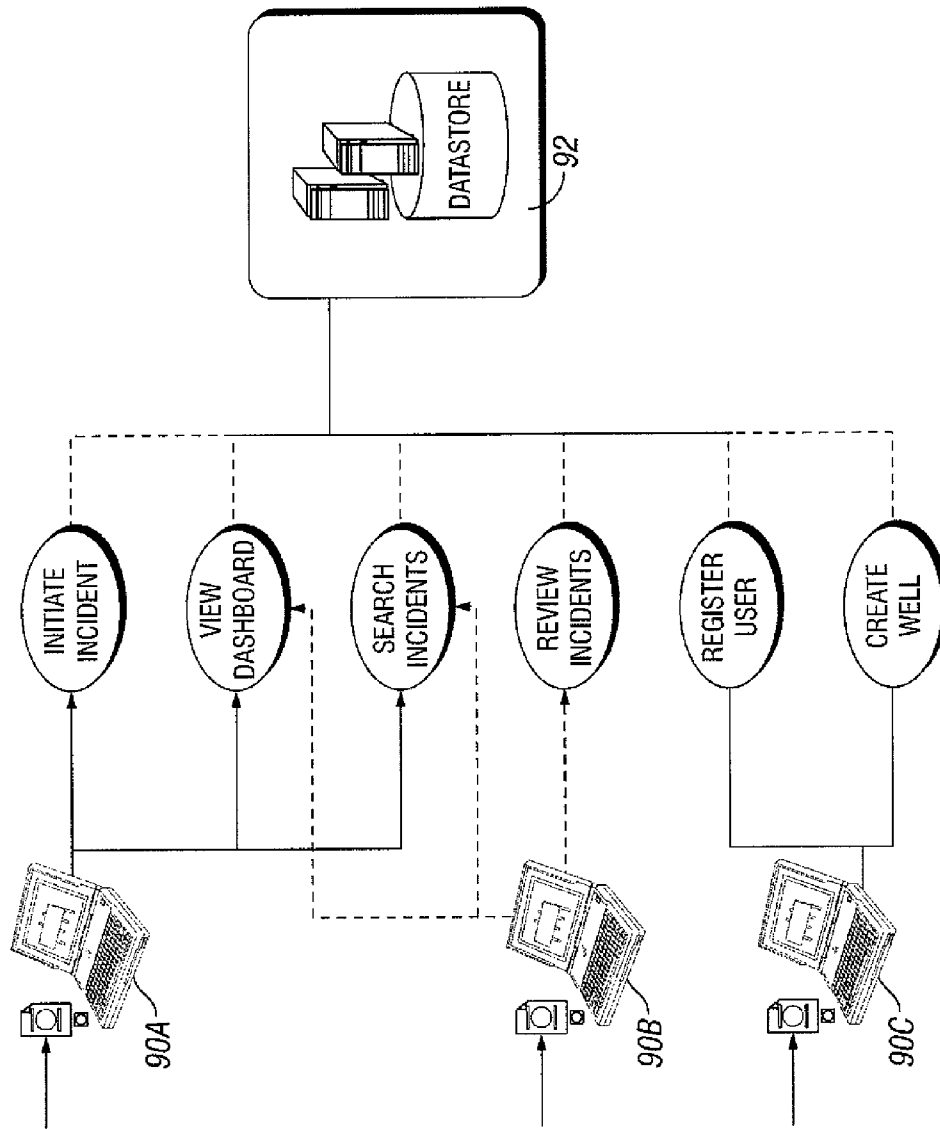 90A
90B
90C
INITIATE
INCIDENT
VIEW
DASHBOARD
SEARCH
INCIDENTS
REVIEW
INCIDENTS
REGISTER
USER
CREATE
WELL
DATASTORE
92